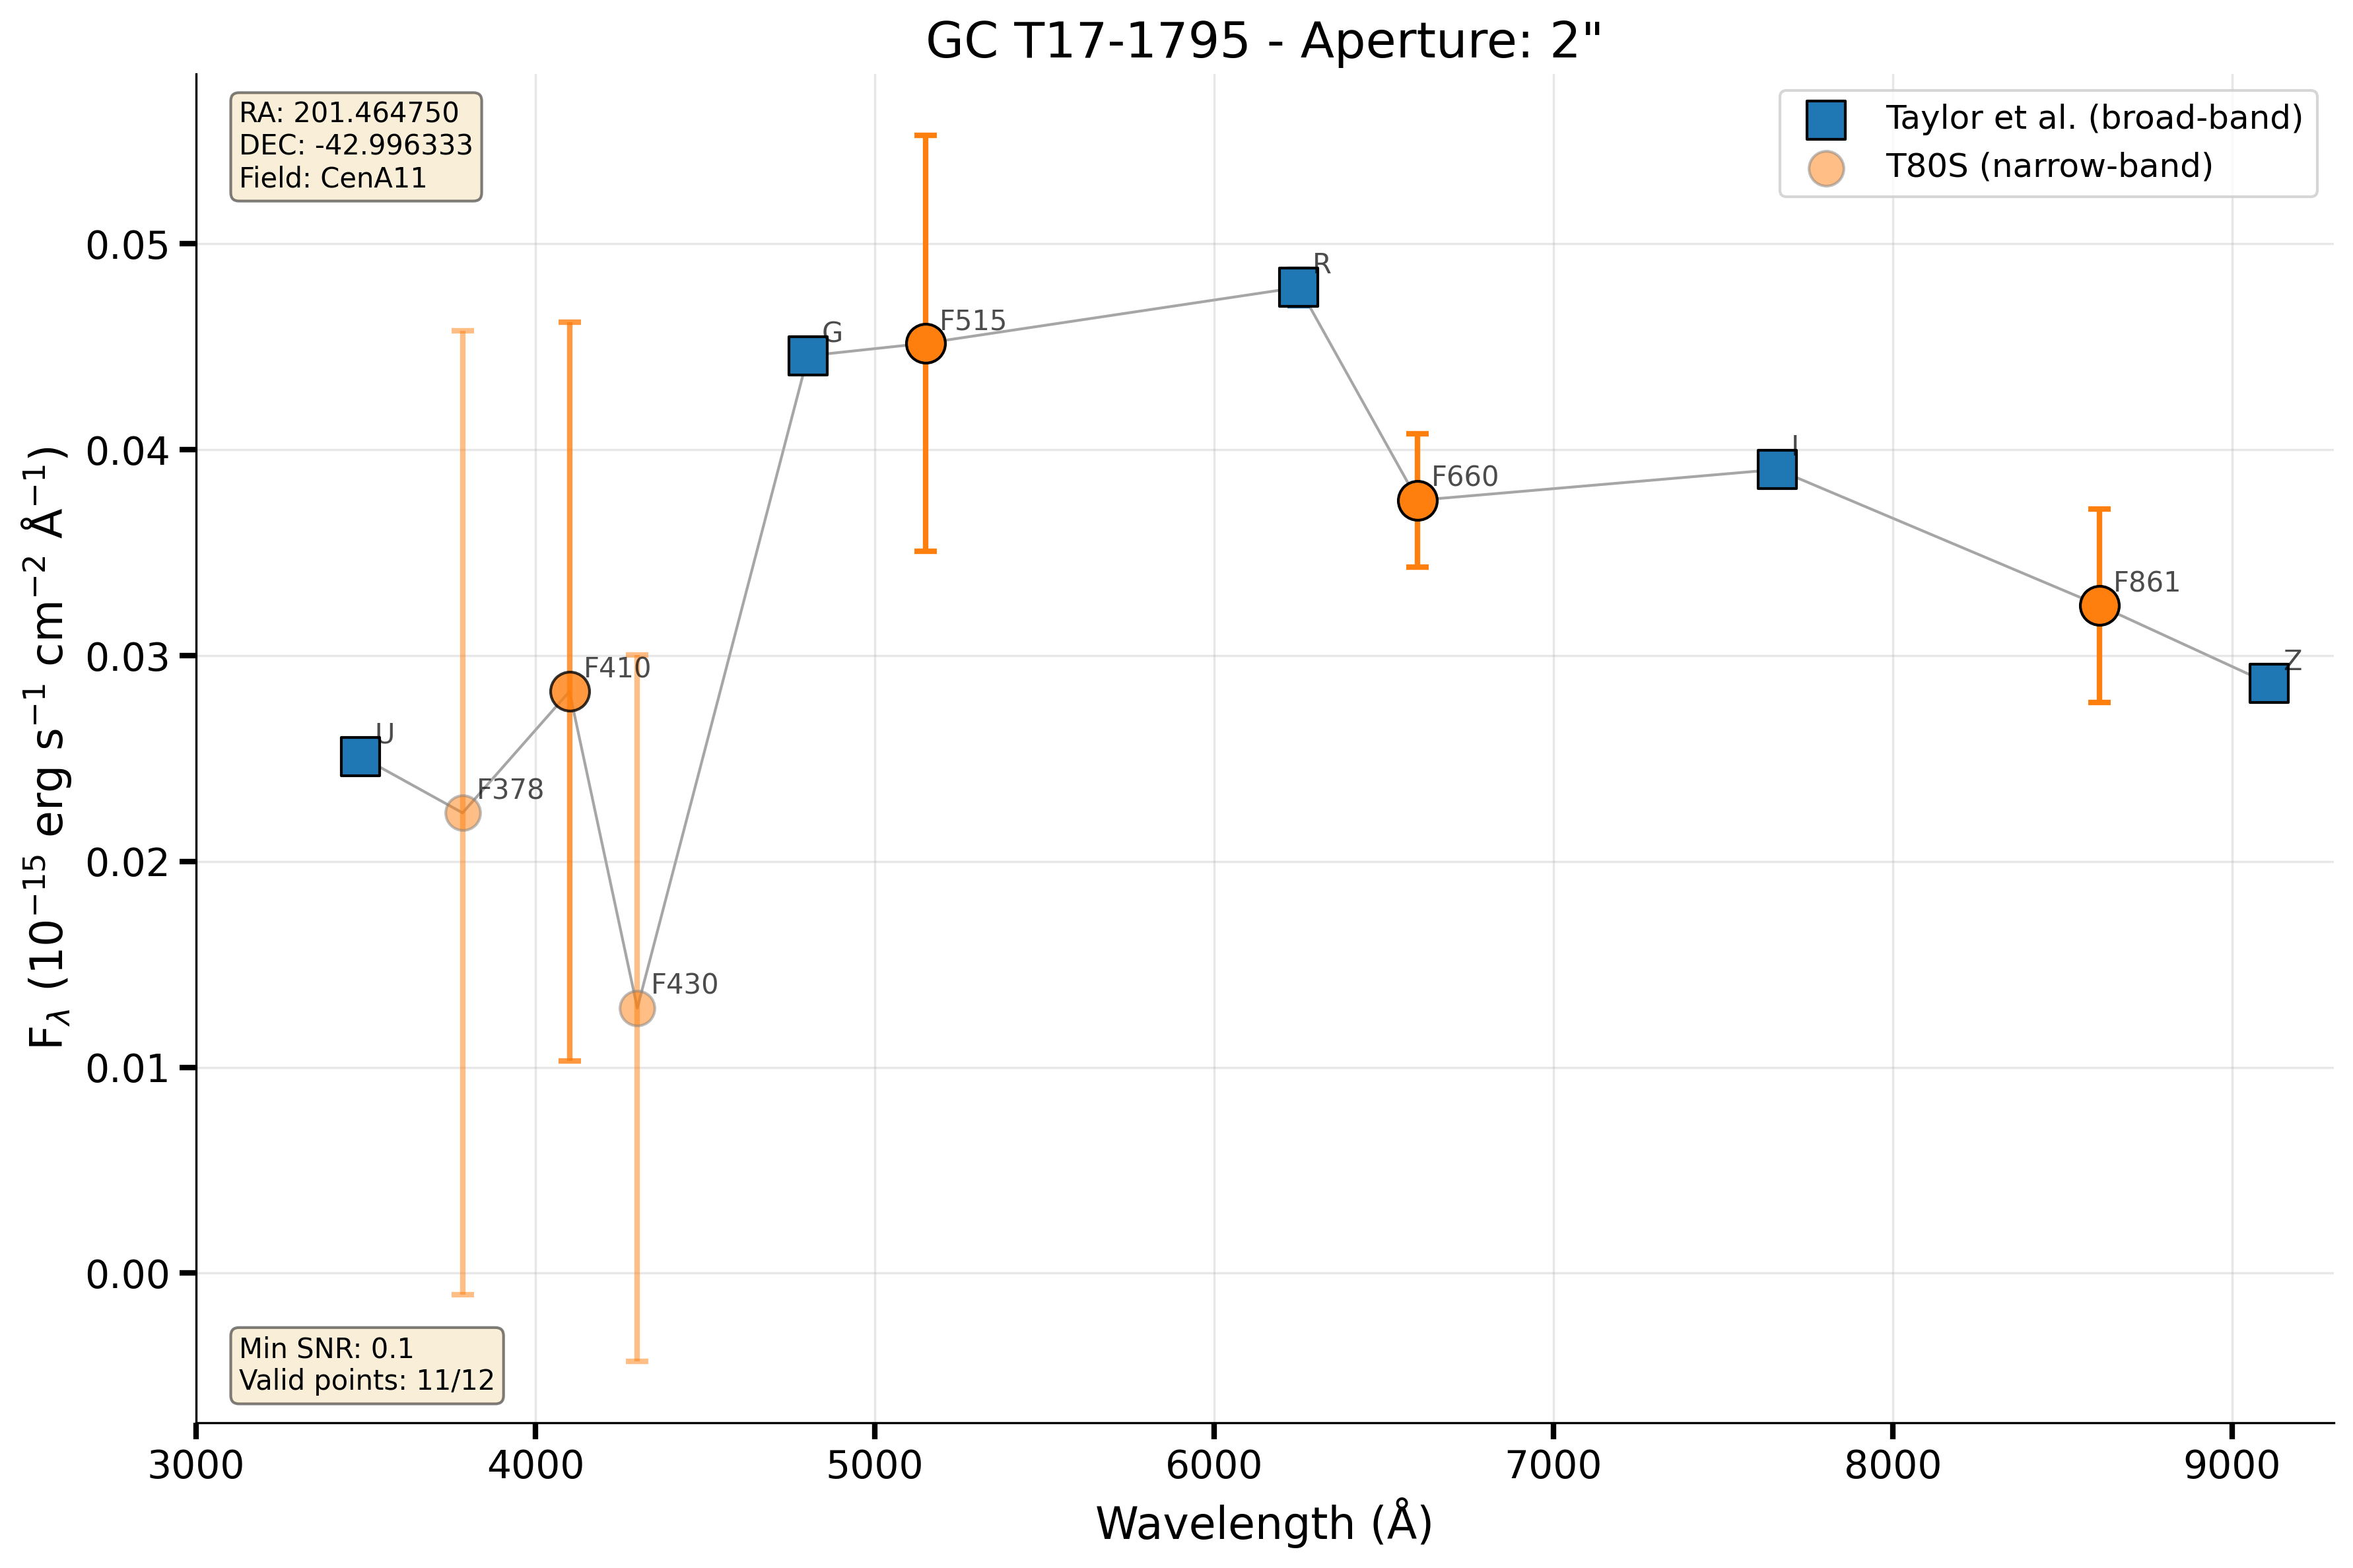 GC T17-1795 - Aperture: 2"
RA: 201.464750
DEC: -42.996333
Field: CenA11
Taylor et al. (broad-band)
T80S (narrow-band)
F_λ (10⁻¹⁵ erg s⁻¹ cm⁻² Å⁻¹)
0.05
0.04
0.03
0.02
0.01
0.00
U
F378
F410
F430
G
F515
R
F660
I
F861
Z
Min SNR: 0.1
Valid points: 11/12
3000 4000 5000 6000 7000 8000 9000
Wavelength (Å)